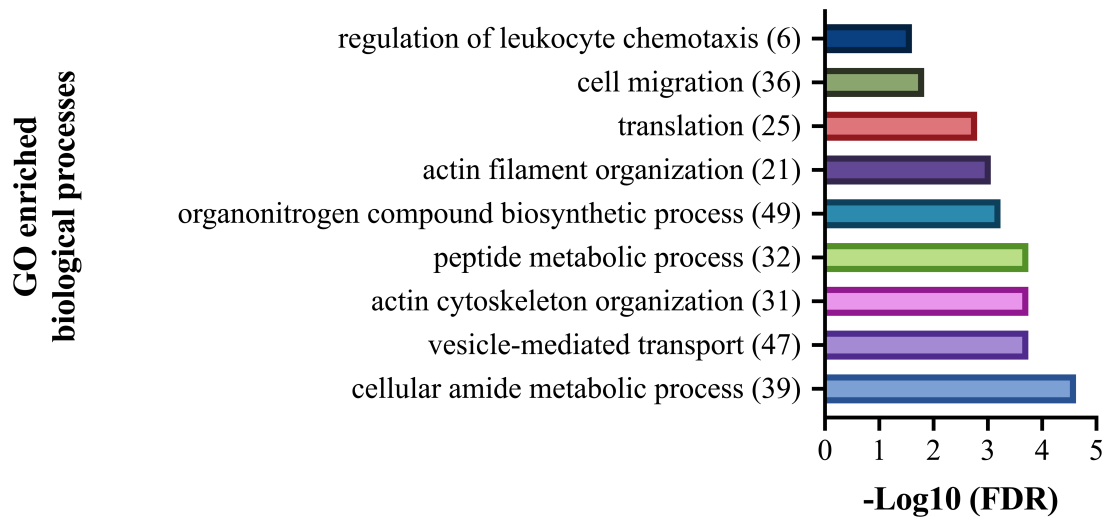 GO enriched
biological processes
regulation of leukocyte chemotaxis (6)
cell migration (36)
translation (25)
actin filament organization (21)
organonitrogen compound biosynthetic process (49)
peptide metabolic process (32)
actin cytoskeleton organization (31)
vesicle-mediated transport (47)
cellular amide metabolic process (39)
0 1 2 3 4 5
-Log10 (FDR)